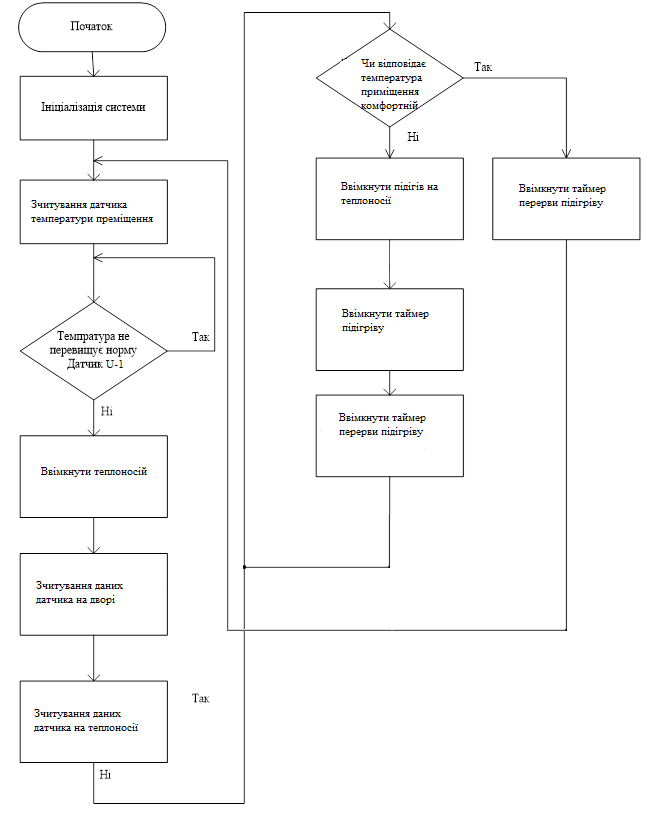 Початок
Ініціалізація системи
Зчитування датчика
температури преміщення
Темпратура не
перевищує норму
Датчик U-1
Так
Ні
Ввімкнути теплоносій
Зчитування даних
датчика на дворі
Зчитування даних
датчика на теплоносії
Так
Ні
Чи відповідає
температура
приміщення
комфортній
Так
Ні
Ввімкнути підігів на
теплоносії
Ввімкнути таймер
підігріву
Ввімкнути таймер
перерви підігріву
Ввімкнути таймер
перерви підігріву